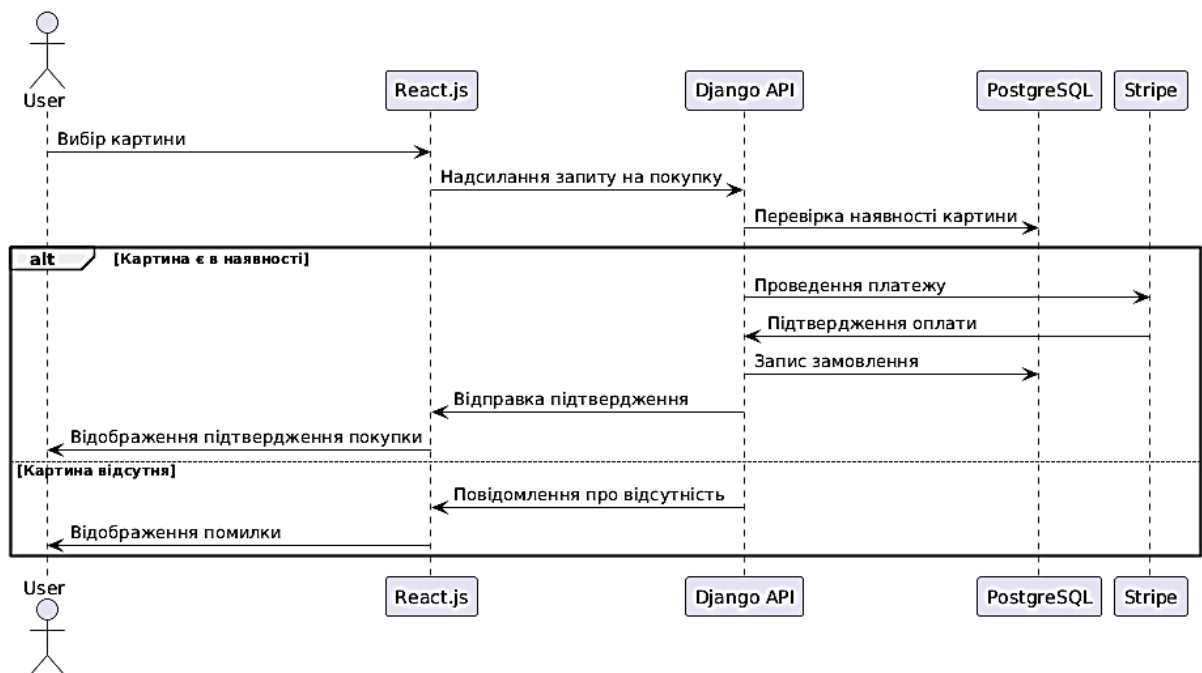 User
React.js
Django API
PostgreSQL
Stripe
Вибір картини
Надсилання запиту на покупку
Перевірка наявності картини
alt
[Картина є в наявності]
Проведення платежу
Підтвердження оплати
Запис замовлення
Відправка підтвердження
Відображення підтвердження покупки
[Картина відсутня]
Повідомлення про відсутність
Відображення помилки
User
React.js
Django API
PostgreSQL
Stripe